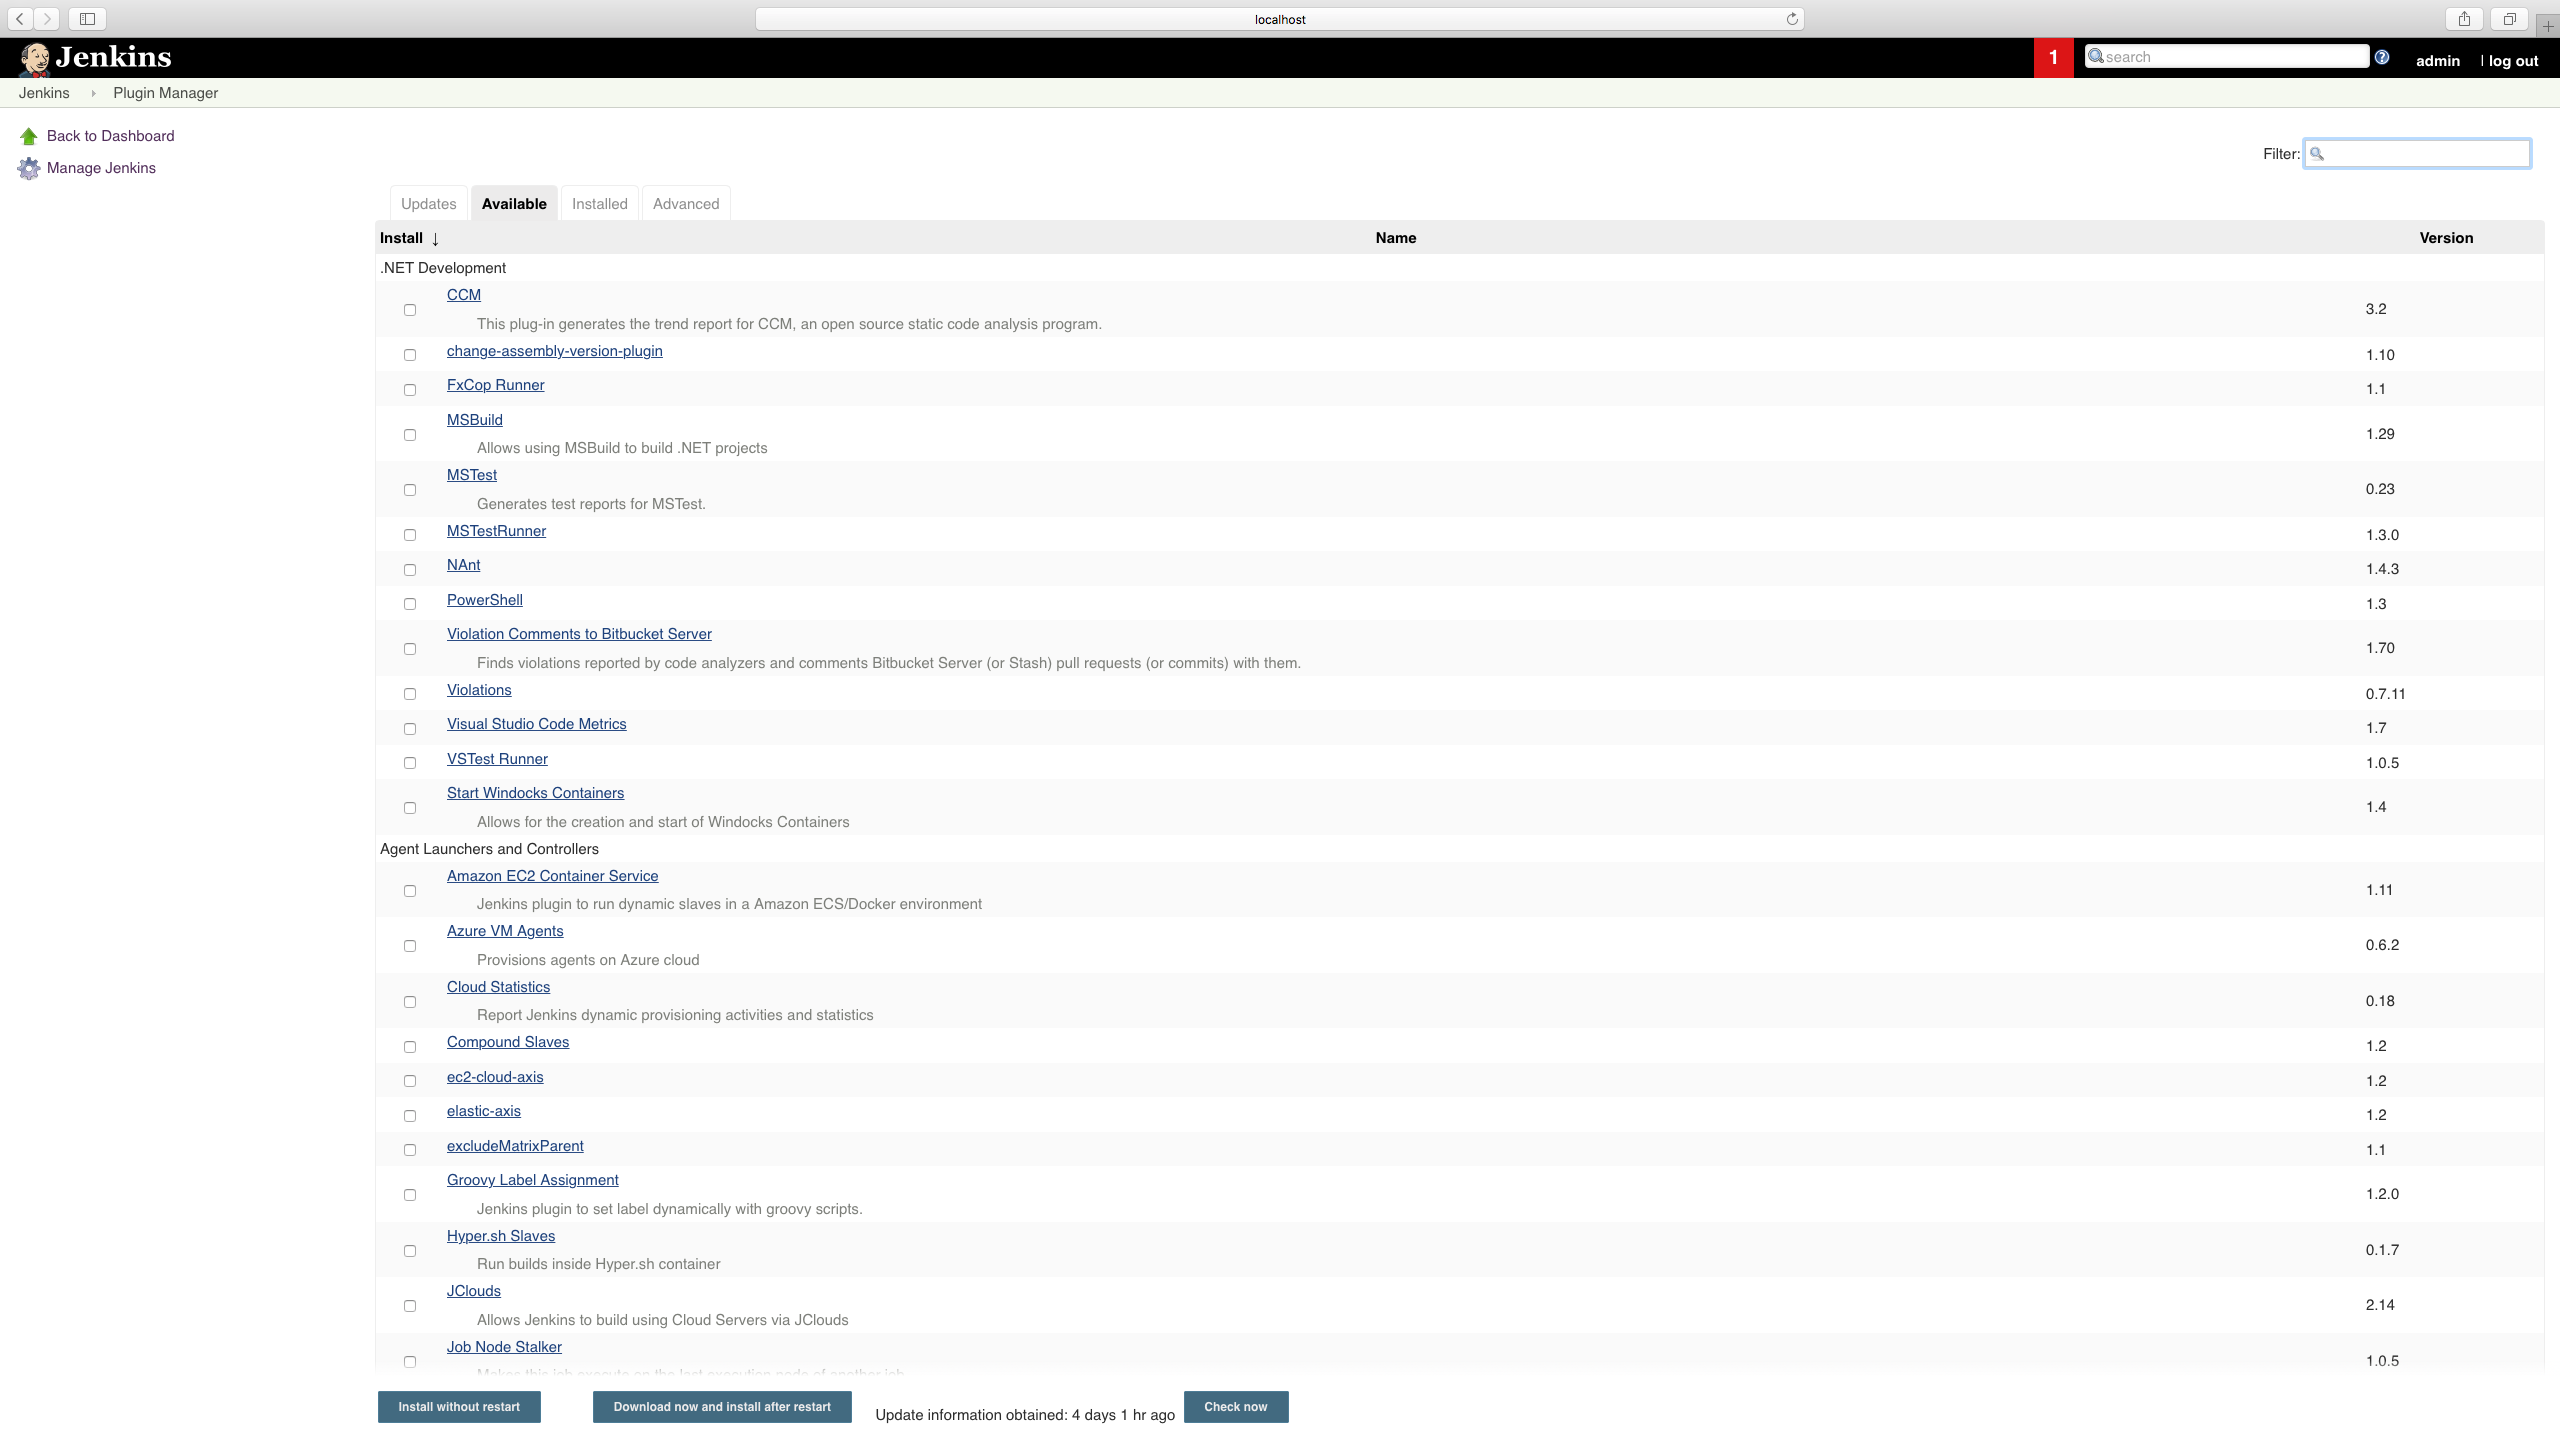 localhost
Jenkins
1
search
admin
| log out
Jenkins
Plugin Manager
Back to Dashboard
Manage Jenkins
Filter:
Updates
Available
Installed
Advanced
Install ↓
Name
Version
.NET Development
CCM
This plug-in generates the trend report for CCM, an open source static code analysis program.
3.2
change-assembly-version-plugin
1.10
FxCop Runner
1.1
MSBuild
Allows using MSBuild to build .NET projects
1.29
MSTest
Generates test reports for MSTest.
0.23
MSTestRunner
1.3.0
NAnt
1.4.3
PowerShell
1.3
Violation Comments to Bitbucket Server
Finds violations reported by code analyzers and comments Bitbucket Server (or Stash) pull requests (or commits) with them.
1.70
Violations
0.7.11
Visual Studio Code Metrics
1.7
VSTest Runner
1.0.5
Start Windocks Containers
Allows for the creation and start of Windocks Containers
1.4
Agent Launchers and Controllers
Amazon EC2 Container Service
Jenkins plugin to run dynamic slaves in a Amazon ECS/Docker environment
1.11
Azure VM Agents
Provisions agents on Azure cloud
0.6.2
Cloud Statistics
Report Jenkins dynamic provisioning activities and statistics
0.18
Compound Slaves
1.2
ec2-cloud-axis
1.2
elastic-axis
1.2
excludeMatrixParent
1.1
Groovy Label Assignment
Jenkins plugin to set label dynamically with groovy scripts.
1.2.0
Hyper.sh Slaves
Run builds inside Hyper.sh container
0.1.7
JClouds
Allows Jenkins to build using Cloud Servers via JClouds
2.14
Job Node Stalker
Makes this job execute on the last execution node of another job
1.0.5
Install without restart
Download now and install after restart
Update information obtained: 4 days 1 hr ago
Check now